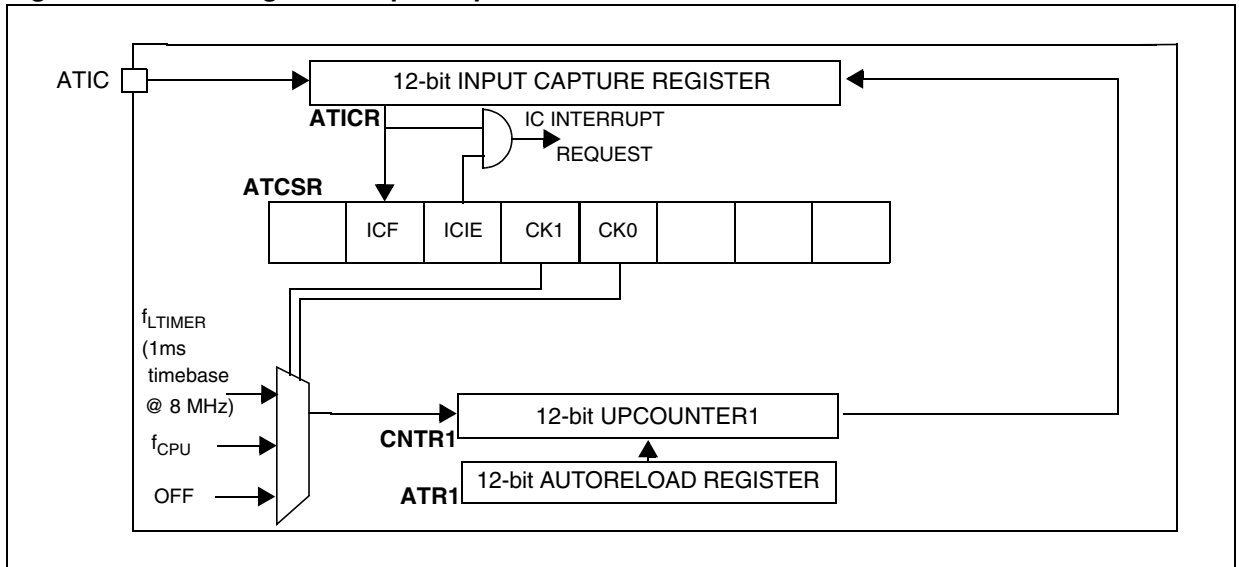 ATIC
12-bit INPUT CAPTURE REGISTER
ATICR
IC INTERRUPT
REQUEST
ATCSR
ICF ICIE CK1 CK0
fLTIMER
(1ms
timebase
@ 8 MHz)
fCPU
OFF
12-bit UPCOUNTER1
CNTR1
12-bit AUTORELOAD REGISTER
ATR1